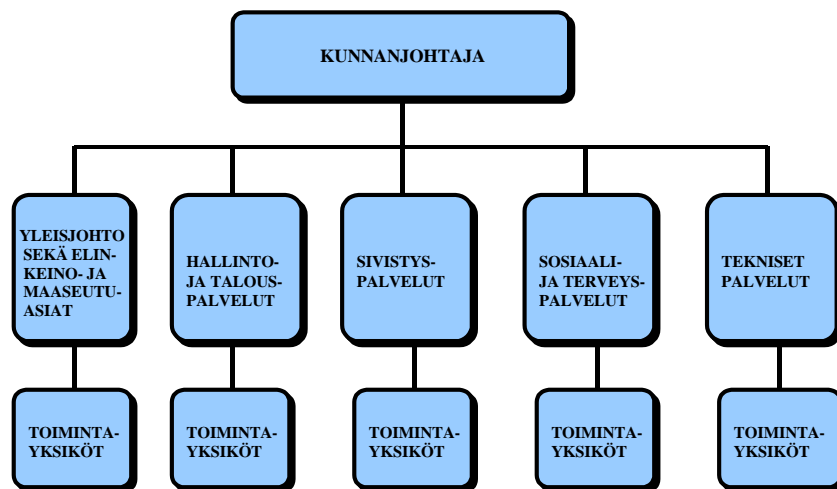 KUNNANJOHTAJA
YLEISJOHTO
SEKÄ ELIN-
KEINO- JA
MAASEUTU-
ASIAT
HALLINTO-
JA TALOUS-
PALVELUT
SIVISTYS-
PALVELUT
SOSIAALI-
JA TERVEYS-
PALVELUT
TEKNISET
PALVELUT
TOIMINTA-
YKSIKÖT
TOIMINTA-
YKSIKÖT
TOIMINTA-
YKSIKÖT
TOIMINTA-
YKSIKÖT
TOIMINTA-
YKSIKÖT